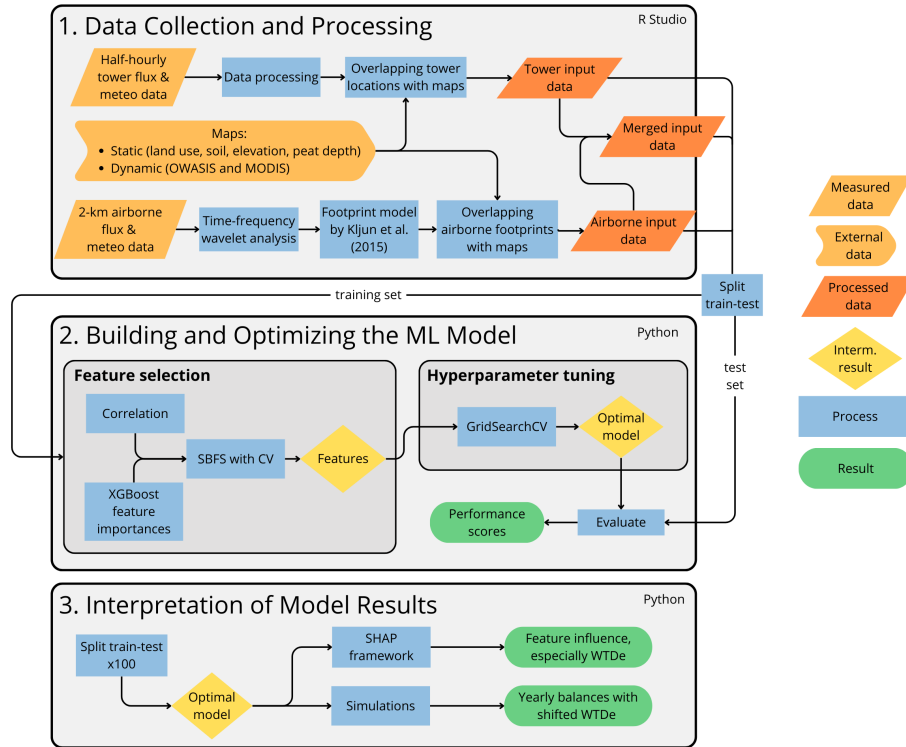 1. Data Collection and Processing
R Studio
Half-hourly
tower flux &
meteo data
Data processing
Overlapping tower
locations with maps
Tower input
data
Merged input
data
Maps:
• Static (land use, soil, elevation, peat depth)
• Dynamic (OWASIS and MODIS)
2-km airborne
flux &
meteo data
Time-frequency
wavelet analysis
Footprint model
by Kljun et al.
(2015)
Overlapping
airborne footprints
with maps
Airborne input
data
Split
train-test
training set
test
set
2. Building and Optimizing the ML Model
Python
Feature selection
Correlation
XGBoost
feature
importances
SBFS with CV
Features
Hyperparameter tuning
GridSearchCV
Optimal
model
Evaluate
Performance
scores
3. Interpretation of Model Results
Python
Split train-test
x100
Optimal
model
SHAP
framework
Feature influence,
especially WTDe
Simulations
Yearly balances with
shifted WTDe
Measured
data
External
data
Processed
data
Interm.
result
Process
Result